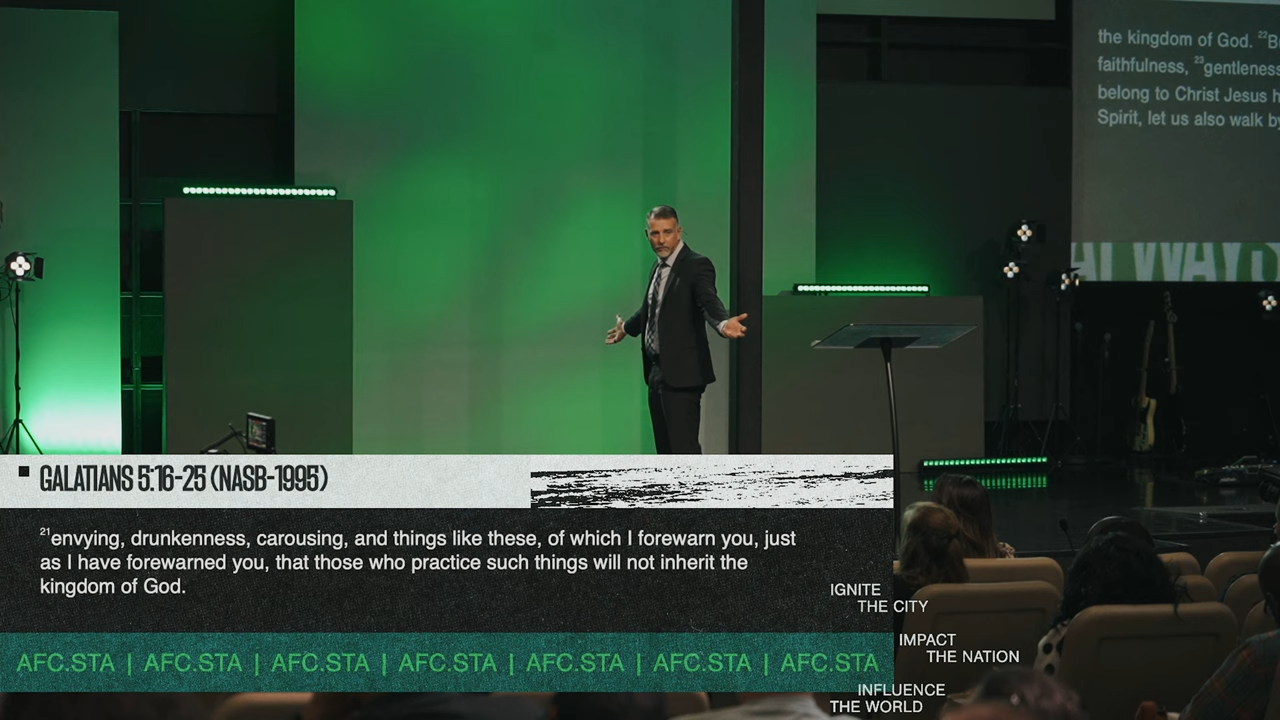 the kingdom of God. ²²B
faithfulness, ²³gentleness
belong to Christ Jesus h
Spirit, let us also walk b
AT WAY
GALATIANS 5:16-25 (NASB-1995)
²¹envying, drunkenness, carousing, and things like these, of which I forewarn you, just
as I have forewarned you, that those who practice such things will not inherit the
kingdom of God.
IGNITE
THE CITY
IMPACT
THE NATION
INFLUENCE
THE WORLD
AFC.STA | AFC.STA | AFC.STA | AFC.STA | AFC.STA | AFC.STA | AFC.STA